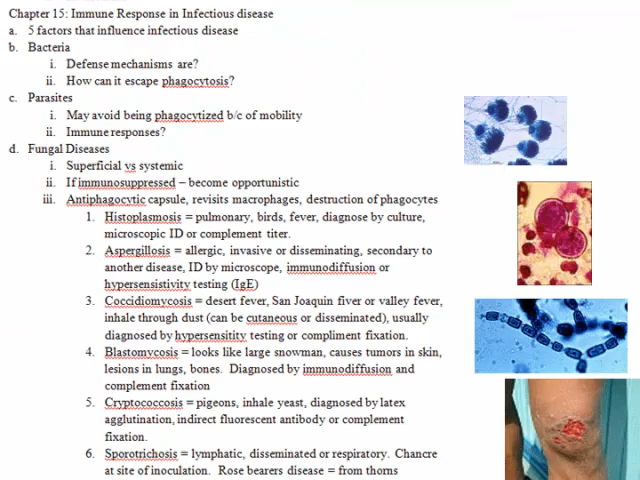 Chapter 15: Immune Response in Infectious disease
a. 5 factors that influence infectious disease
b. Bacteria
i. Defense mechanisms are?
ii. How can it escape phagocytosis?
c. Parasites
i. May avoid being phagocytized b/c of mobility
ii. Immune responses?
d. Fungal Diseases
i. Superficial vs systemic
ii. If immunosuppressed – become opportunistic
iii. Antiphagocytic capsule, revisits macrophages, destruction of phagocytes
1. Histoplasmosis = pulmonary, birds, fever, diagnose by culture,
microscopic ID or complement titer.
2. Aspergillosis = allergic, invasive or disseminating, secondary to
another disease, ID by microscope, immunodiffusion or
hypersensistivity testing (IgE)
3. Coccidiomycosis = desert fever, San Joaquin fiver or valley fever,
inhale through dust (can be cutaneous or disseminated), usually
diagnosed by hypersensitity testing or compliment fixation.
4. Blastomycosis = looks like large snowman, causes tumors in skin,
lesions in lungs, bones. Diagnosed by immunodiffusion and
complement fixation
5. Cryptococcosis = pigeons, inhale yeast, diagnosed by latex
agglutination, indirect fluorescent antibody or complement
fixation.
6. Sporotrichosis = lymphatic, disseminated or respiratory. Chancre
at site of inoculation. Rose bearers disease = from thorns